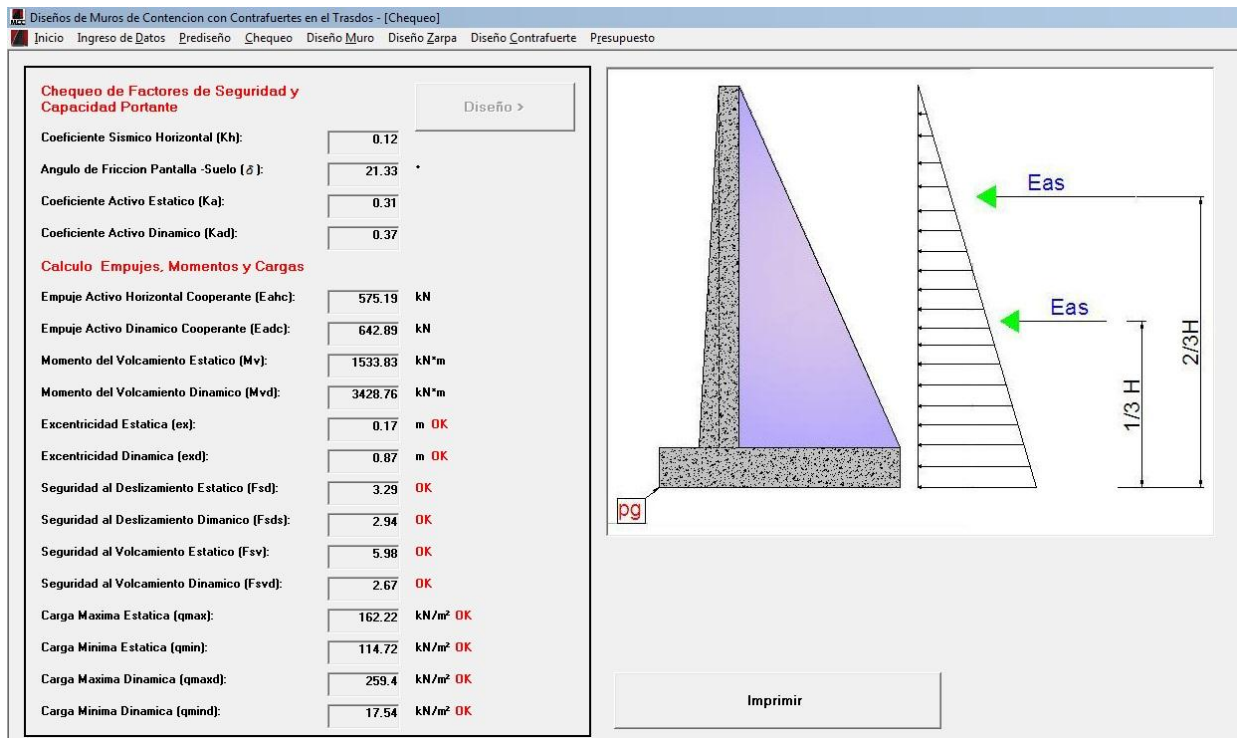 MCC Diseños de Muros de Contencion con Contrafuertes en el Trasdos - [Chequeo]
Inicio Ingreso de Datos Prediseño Chequeo Diseño Muro Diseño Zarpa Diseño Contrafuerte Presupuesto
Chequeo de Factores de Seguridad y
Capacidad Portante
Diseño >
Coeficiente Sismico Horizontal (Kh): 0.12
Angulo de Friccion Pantalla -Suelo (δ): 21.33 °
Coeficiente Activo Estatico (Ka): 0.31
Coeficiente Activo Dinamico (Kad): 0.37
Calculo Empujes, Momentos y Cargas
Empuje Activo Horizontal Cooperante (Eahc): 575.19 kN
Empuje Activo Dinamico Cooperante (Eadc): 642.89 kN
Momento del Volcamiento Estatico (Mv): 1533.83 kN*m
Momento del Volcamiento Dinamico (Mvd): 3428.76 kN*m
Excentricidad Estatica (ex): 0.17 m OK
Excentricidad Dinamica (exd): 0.87 m OK
Seguridad al Deslizamiento Estatico (Fsd): 3.29 OK
Seguridad al Deslizamiento Dimanico (Fsds): 2.94 OK
Seguridad al Volcamiento Estatico (Fsv): 5.98 OK
Seguridad al Volcamiento Dinamico (Fsvd): 2.67 OK
Carga Maxima Estatica (qmax): 162.22 kN/m² OK
Carga Minima Estatica (qmin): 114.72 kN/m² OK
Carga Maxima Dinamica (qmaxd): 259.4 kN/m² OK
Carga Minima Dinamica (qmind): 17.54 kN/m² OK
Eas
Eas
1/3 H
2/3H
pg
Imprimir